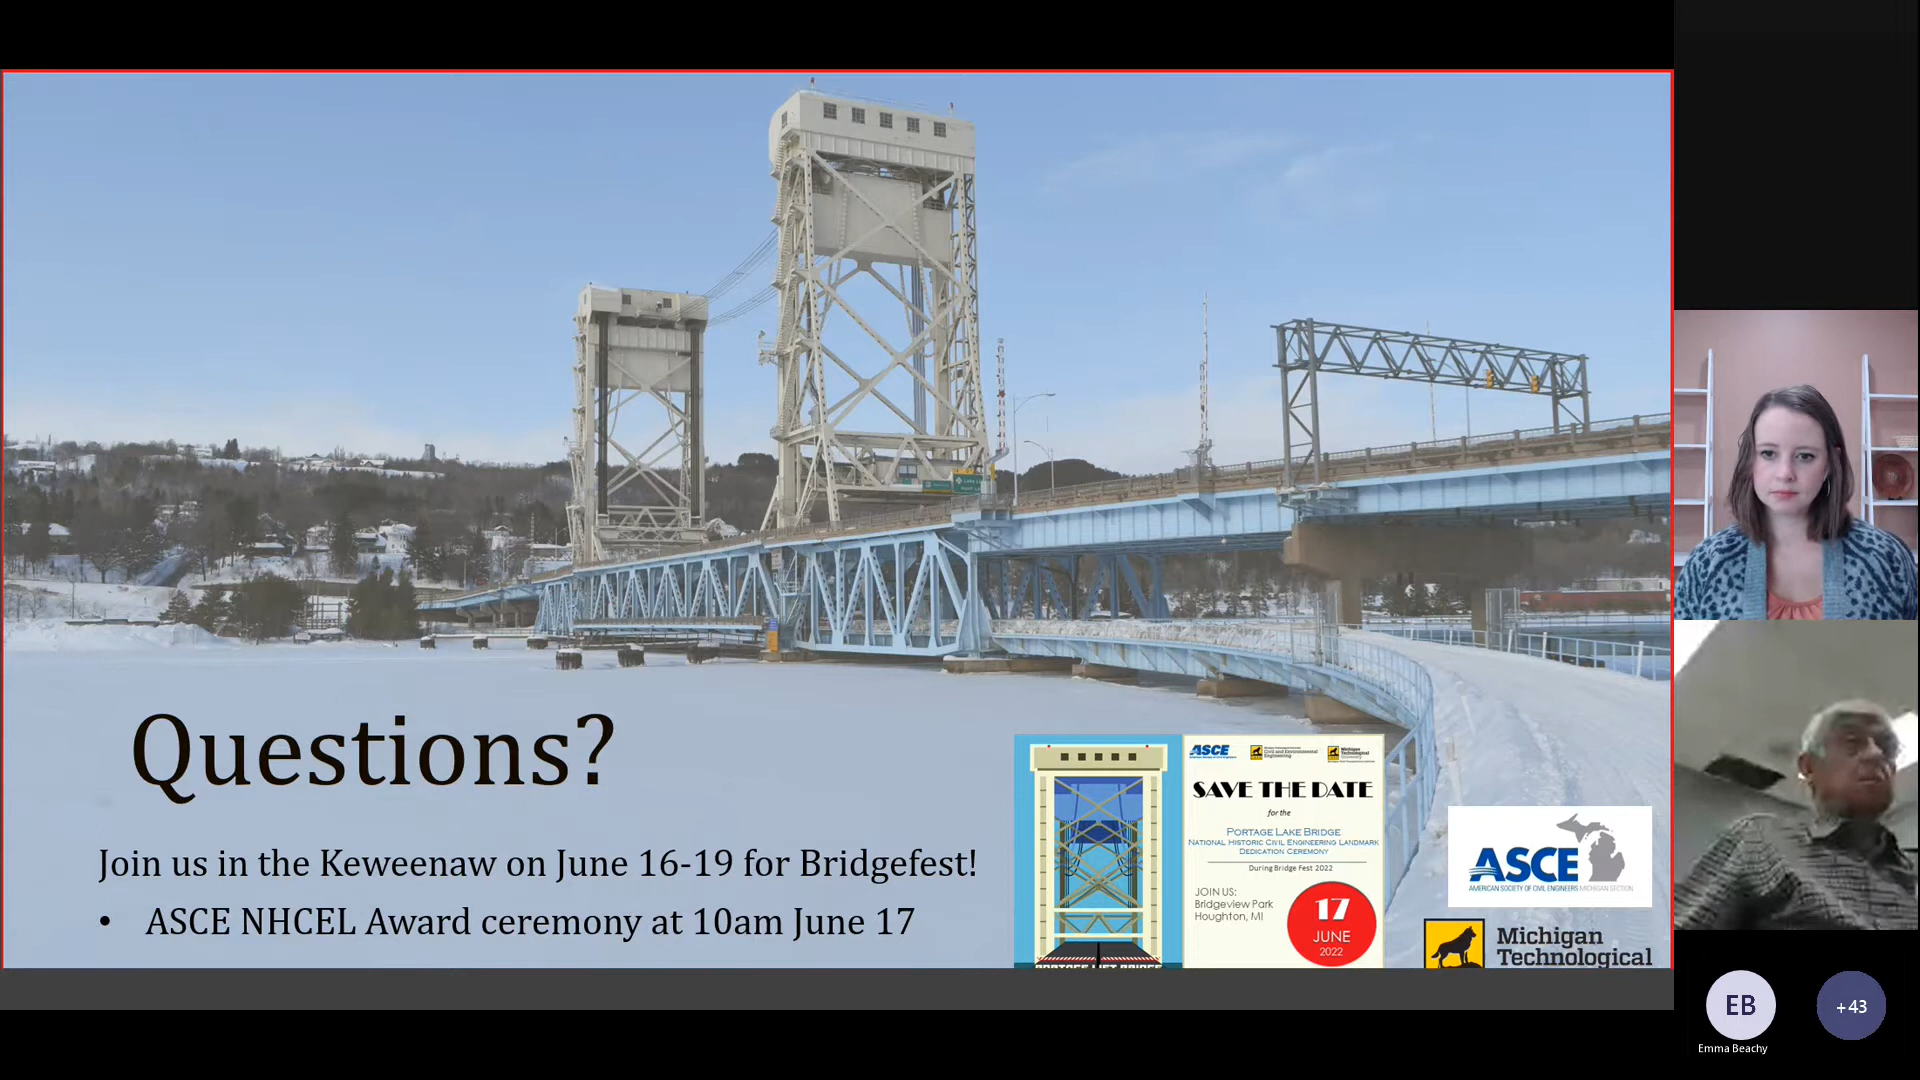 Questions?
Join us in the Keweenaw on June 16-19 for Bridgefest!
• ASCE NHCEL Award ceremony at 10am June 17
ASCE
Civil and Environmental
Engineering
Michigan
Technological
University
SAVE THE DATE
for the
PORTAGE LAKE BRIDGE
NATIONAL HISTORIC CIVIL ENGINEERING LANDMARK
DEDICATION CEREMONY
During Bridge Fest 2022
JOIN US:
Bridgeview Park
Houghton, MI
17
JUNE
2022
ASCE
AMERICAN SOCIETY OF CIVIL ENGINEERS MICHIGAN SECTION
Michigan
Technological
EB
Emma Beachy
+43